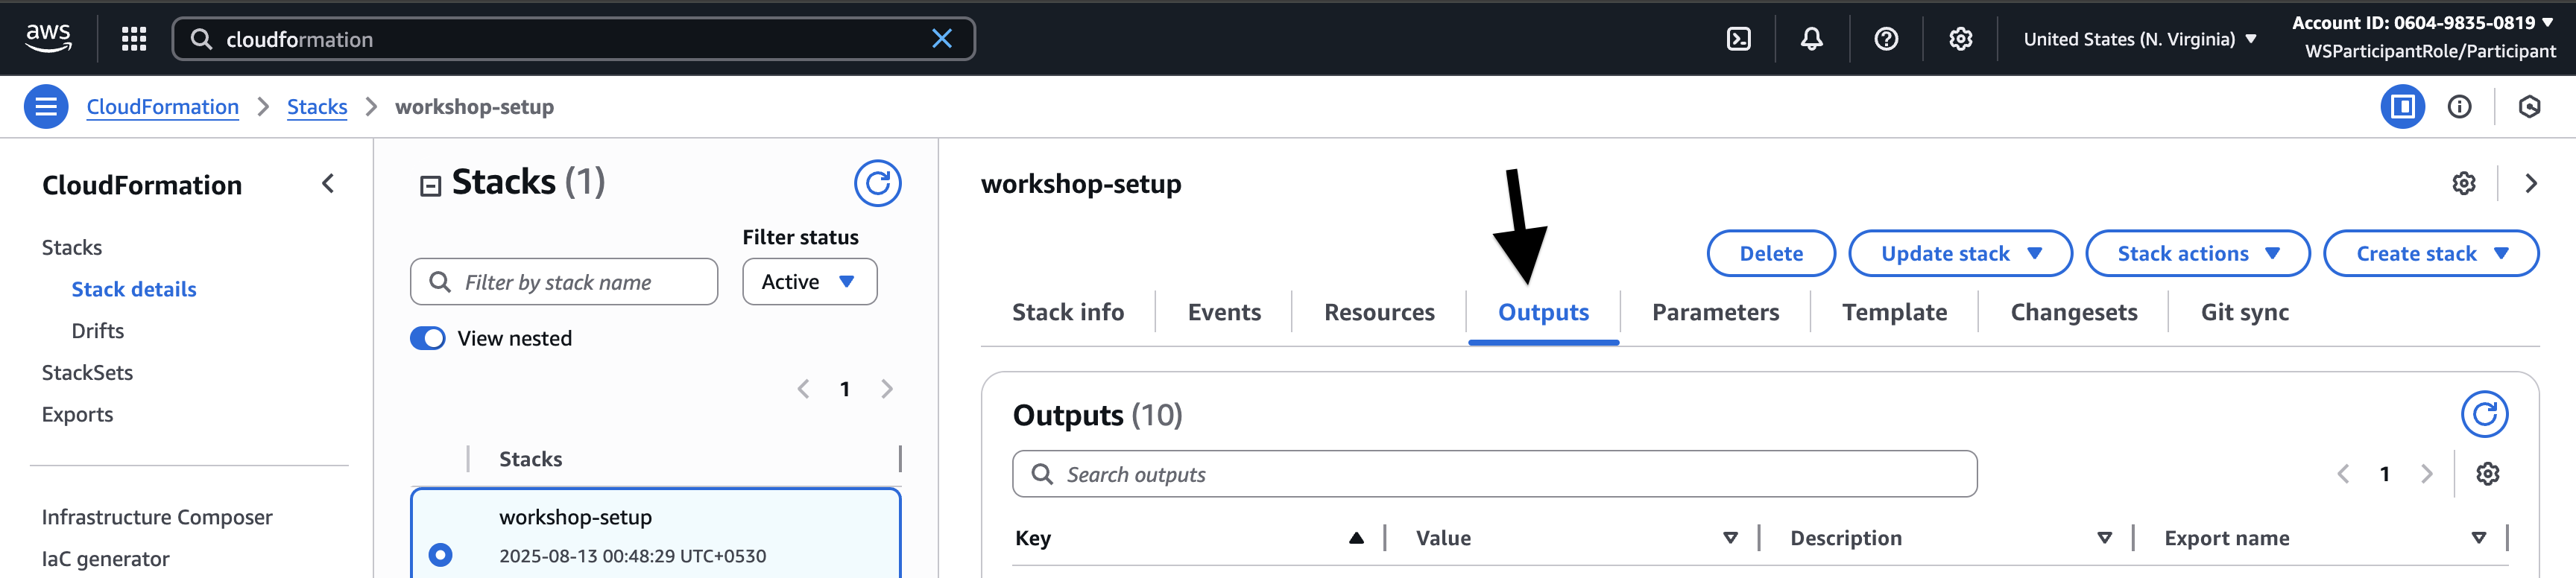 aws
cloudformation
United States (N. Virginia)
Account ID: 0604-9835-0819
WSParticipantRole/Participant
CloudFormation
Stacks
workshop-setup
CloudFormation
Stacks
Stack details
Drifts
StackSets
Exports
Infrastructure Composer
IaC generator
Stacks (1)
Filter status
Filter by stack name
Active
View nested
1
Stacks
workshop-setup
2025-08-13 00:48:29 UTC+0530
workshop-setup
Delete
Update stack
Stack actions
Create stack
Stack info
Events
Resources
Outputs
Parameters
Template
Changesets
Git sync
Outputs (10)
Search outputs
1
Key
Value
Description
Export name